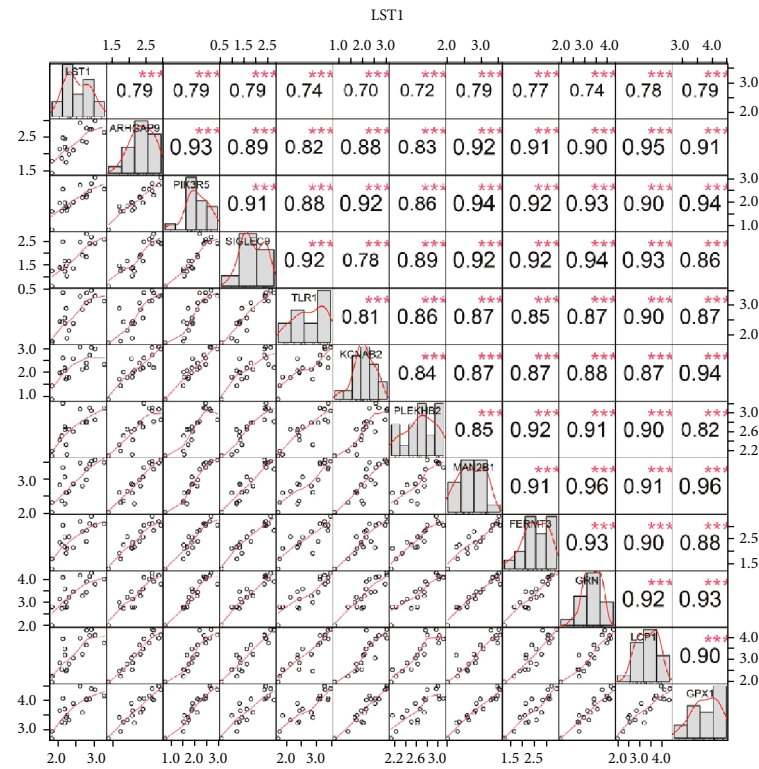 LST1
1.5 2.5 0.5 1.5 2.5 1.0 2.0 3.0 2.0 3.0 2.0 3.0 4.0 3.0 4.0
LST1 0.79 *** 0.79 *** 0.79 *** 0.74 *** 0.70 *** 0.72 *** 0.79 *** 0.77 *** 0.74 *** 0.78 *** 0.79 *** 3.0
2.0
2.5 ARHGAP9 0.93 *** 0.89 *** 0.82 *** 0.88 *** 0.83 *** 0.92 *** 0.91 *** 0.90 *** 0.95 *** 0.91 ***
1.5
PIK3R5 0.91 *** 0.88 *** 0.92 *** 0.86 *** 0.94 *** 0.92 *** 0.93 *** 0.90 *** 0.94 *** 3.0
2.0
1.0
2.5 SIGLEC9 0.92 *** 0.78 *** 0.89 *** 0.92 *** 0.92 *** 0.94 *** 0.93 *** 0.86 ***
1.5
0.5
TLR1 0.81 *** 0.86 *** 0.87 *** 0.85 *** 0.87 *** 0.90 *** 0.87 *** 3.0
2.0
3.0 KCNAB2 0.84 *** 0.87 *** 0.87 *** 0.88 *** 0.87 *** 0.94 ***
2.0
1.0
PLEKHB2 0.85 *** 0.92 *** 0.91 *** 0.90 *** 0.82 *** 3.0
2.6
2.2
3.0 MAN2B1 0.91 *** 0.96 *** 0.91 *** 0.96 ***
2.0
FERMT3 0.93 *** 0.90 *** 0.88 *** 2.5
1.5
4.0 GRN 0.92 *** 0.93 ***
3.0
2.0
LCP1 0.90 *** 4.0
3.0
2.0
4.0 GPX1
3.0
2.0 3.0 1.0 2.0 3.0 2.0 3.0 2.2 2.6 3.0 1.5 2.5 2.0 3.0 4.0